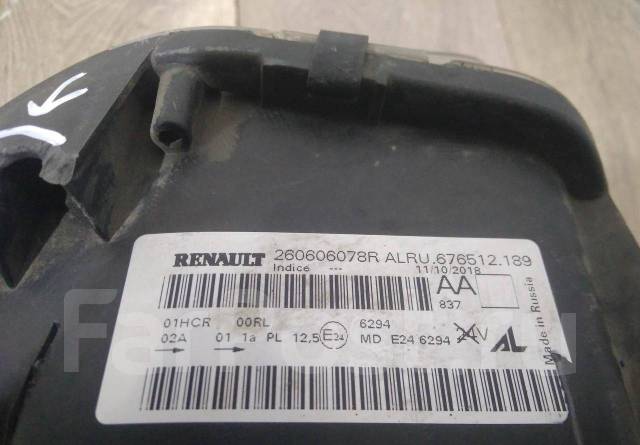 RENAULT 260606078R ALRU.676512.189
Indice --- 11/10/2018
AA
837
01HCR 00RL 6294
02A 01 1a PL 12,5 E24 MD E24 6294 24V AL
Made in Russia